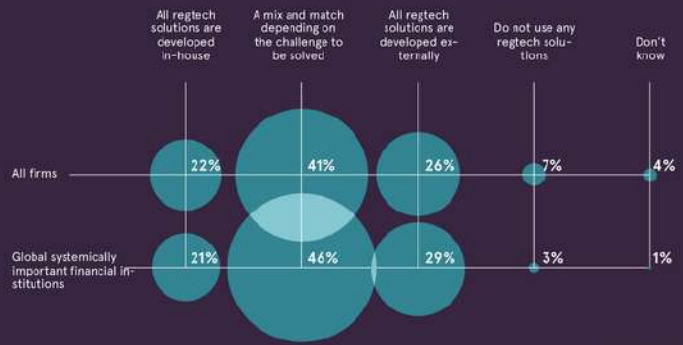 All regtech
solutions are
developed
in-house
A mix and match
depending on
the challenge to
be solved
All regtech
solutions are
developed ex-
ternally
Do not use any
regtech solu-
tions
Don't
know
All firms
22%
41%
26%
7%
4%
Global systemically
important financial in-
stitutions
21%
46%
29%
3%
1%